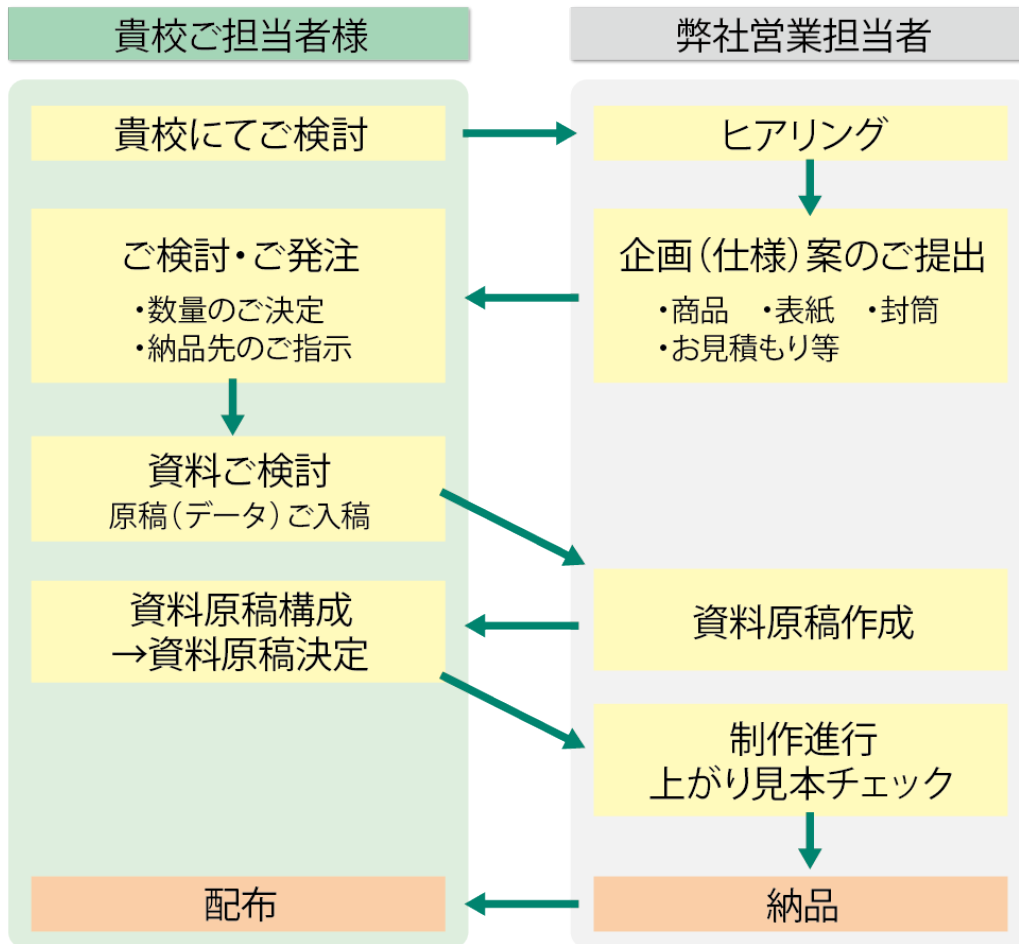 貴校ご担当者様
弊社営業担当者
貴校にてご検討
ヒアリング
ご検討・ご発注
・数量のご決定
・納品先のご指示
企画(仕様)案のご提出
・商品 ・表紙 ・封筒
・お見積もり等
資料ご検討
原稿(データ)ご入稿
資料原稿構成
→資料原稿決定
資料原稿作成
制作進行
上がり見本チェック
配布
納品